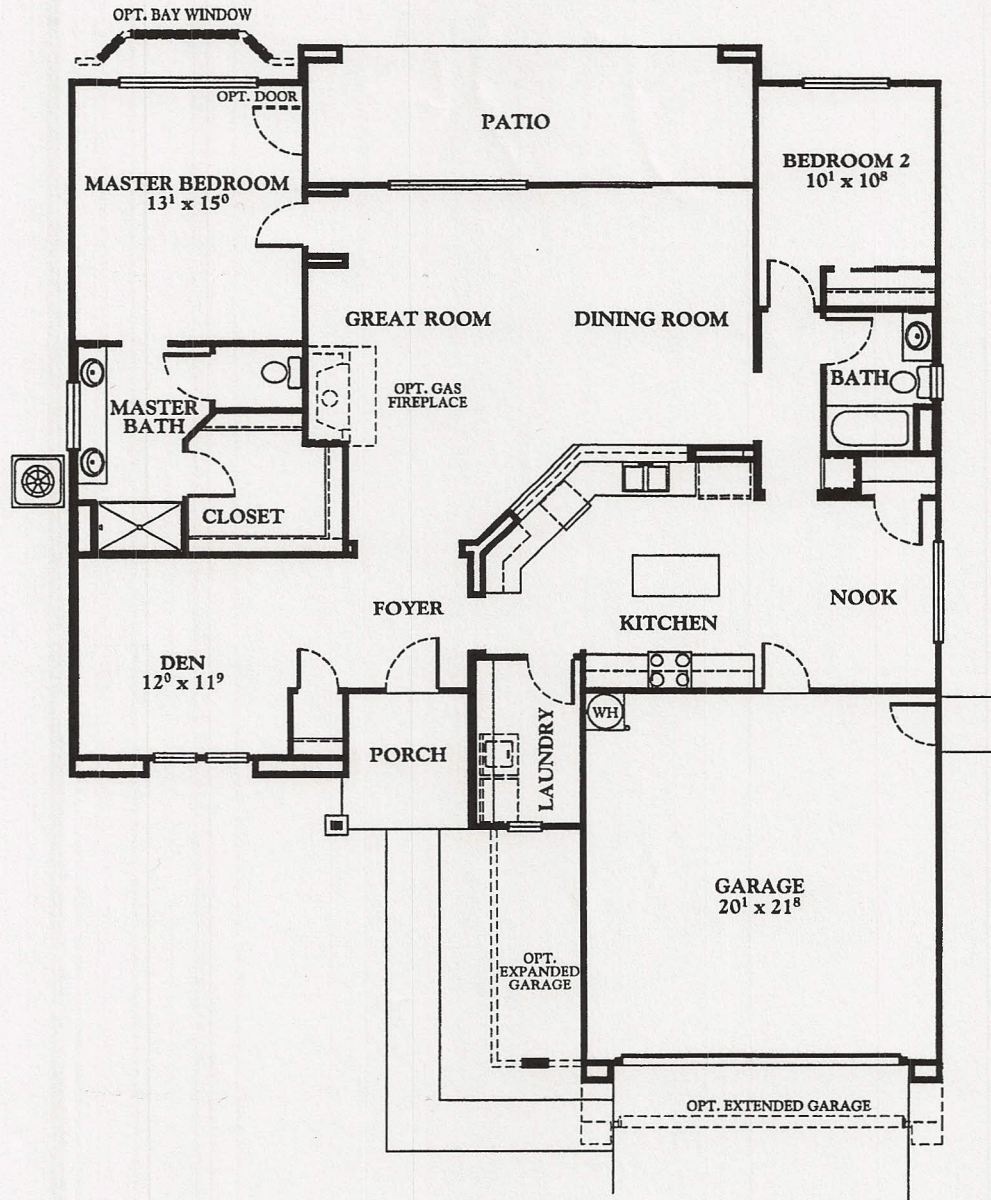 OPT. BAY WINDOW
OPT. DOOR
PATIO
MASTER BEDROOM
13¹ x 15⁰
BEDROOM 2
10¹ x 10⁸
GREAT ROOM
DINING ROOM
OPT. GAS
FIREPLACE
BATH
MASTER
BATH
CLOSET
FOYER
KITCHEN
NOOK
DEN
12⁰ x 11⁹
PORCH
LAUNDRY
WH
GARAGE
20¹ x 21⁸
OPT.
EXPANDED
GARAGE
OPT. EXTENDED GARAGE